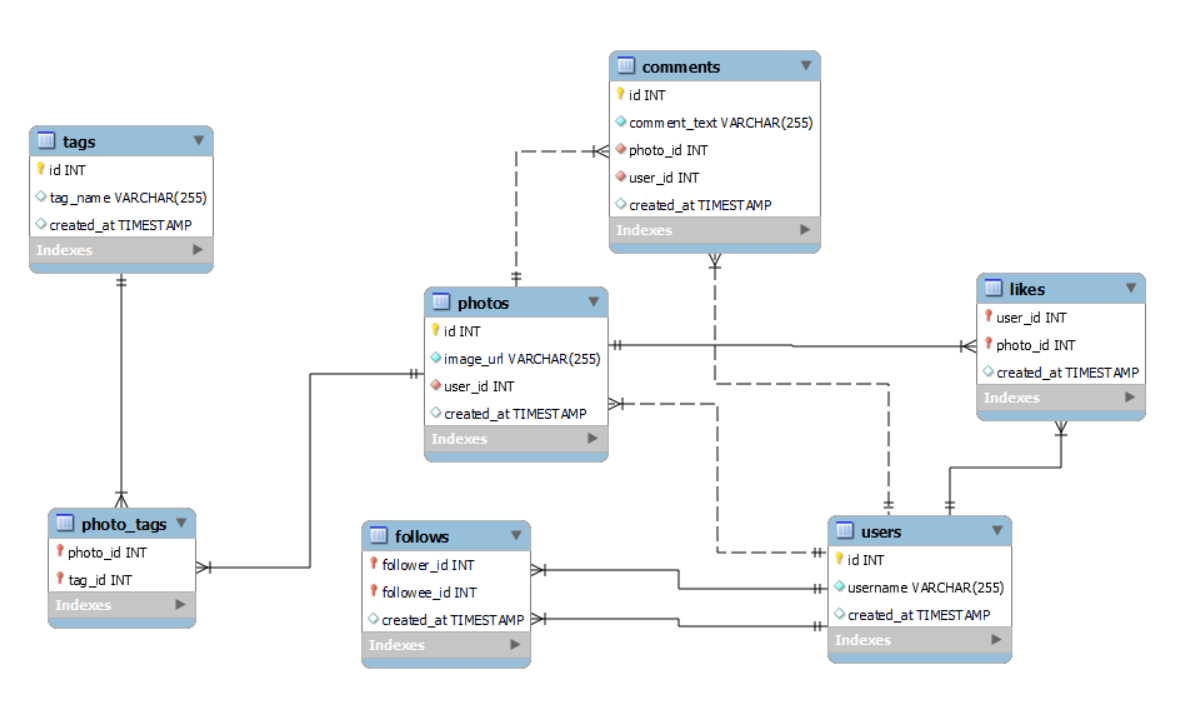 comments
id INT
comment_text VARCHAR(255)
photo_id INT
user_id INT
created_at TIMESTAMP
Indexes
tags
id INT
tag_name VARCHAR(255)
created_at TIMESTAMP
Indexes
photos
id INT
image_url VARCHAR(255)
user_id INT
created_at TIMESTAMP
Indexes
likes
user_id INT
photo_id INT
created_at TIMESTAMP
Indexes
photo_tags
photo_id INT
tag_id INT
Indexes
follows
follower_id INT
followee_id INT
created_at TIMESTAMP
Indexes
users
id INT
username VARCHAR(255)
created_at TIMESTAMP
Indexes